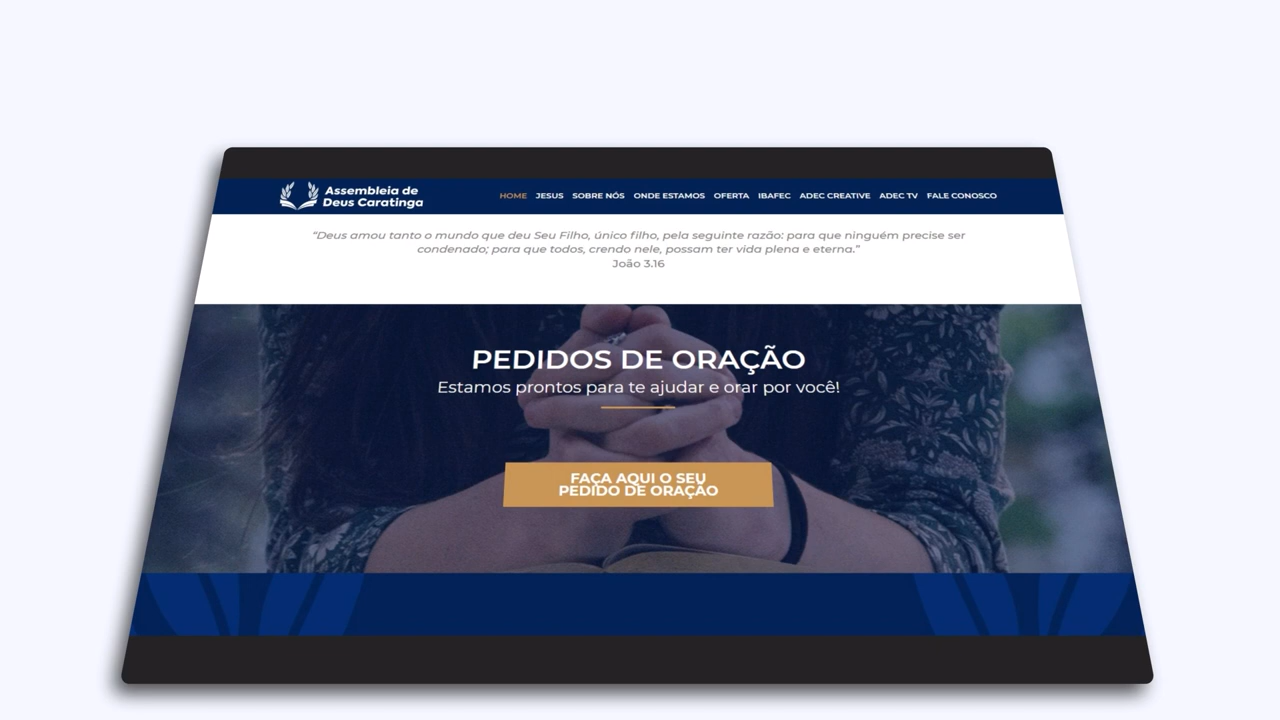 Assembleia de
Deus Caratinga
HOME JESUS SOBRE NÓS ONDE ESTAMOS OFERTA IBAFEC ADEC CREATIVE ADEC TV FALE CONOSCO
“Deus amou tanto o mundo que deu Seu Filho, único filho, pela seguinte razão: para que ninguém precise ser
condenado; para que todos, crendo nele, possam ter vida plena e eterna.”
João 3.16
PEDIDOS DE ORAÇÃO
Estamos prontos para te ajudar e orar por você!
FAÇA AQUI O SEU
PEDIDO DE ORAÇÃO